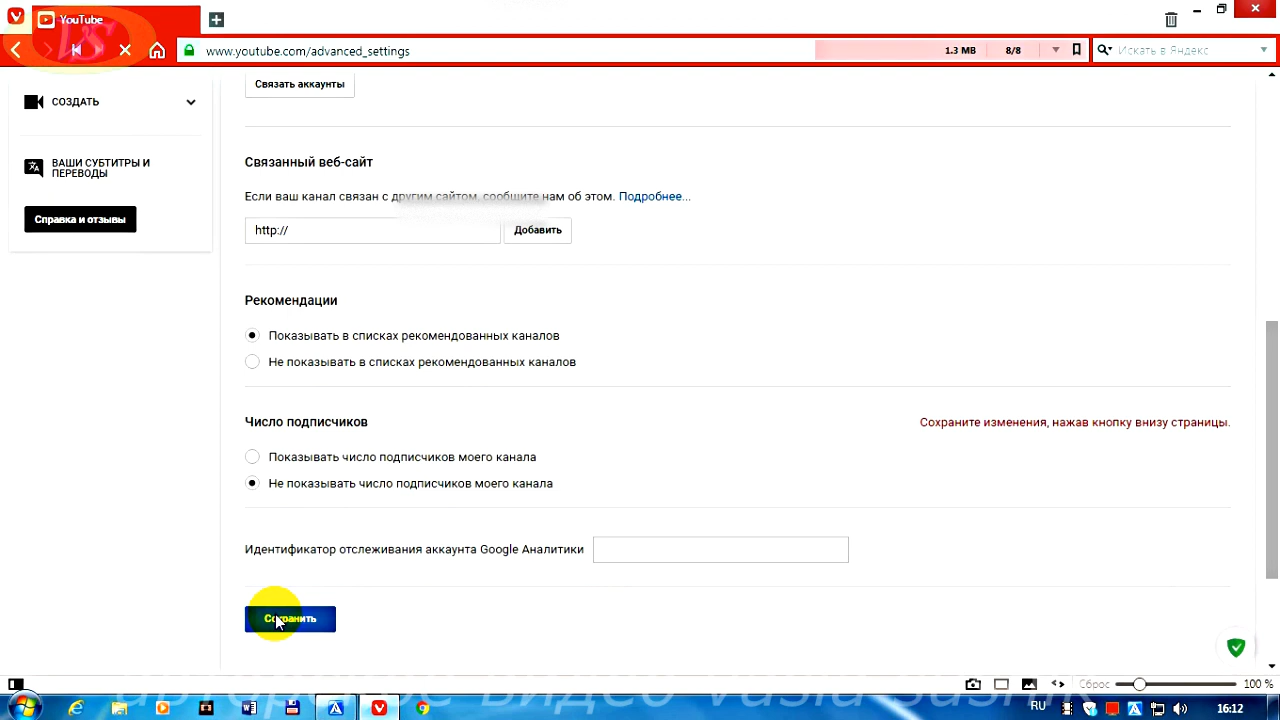 YouTube
www.youtube.com/advanced_settings
1.3 MB
8/8
Искать в Яндекс
Связать аккаунты
СОЗДАТЬ
Связанный веб-сайт
ВАШИ СУБТИТРЫ И
ПЕРЕВОДЫ
Если ваш канал связан с другим сайтом, сообщите нам об этом. Подробнее...
Справка и отзывы
http://
Добавить
Рекомендации
Показывать в списках рекомендованных каналов
Не показывать в списках рекомендованных каналов
Число подписчиков
Сохраните изменения, нажав кнопку внизу страницы.
Показывать число подписчиков моего канала
Не показывать число подписчиков моего канала
Идентификатор отслеживания аккаунта Google Аналитики
Сохранить
Сброс
100 %
RU
16:12